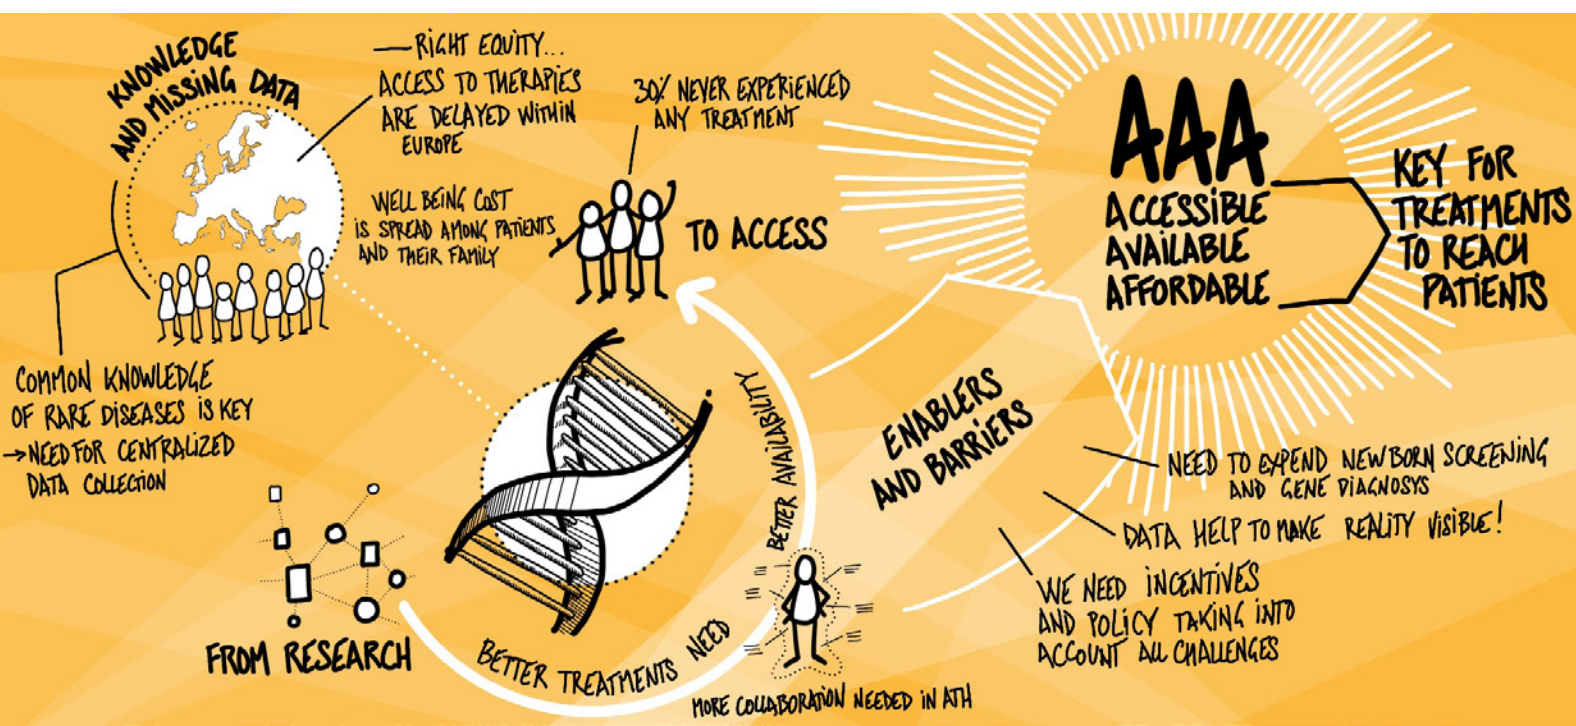 KNOWLEDGE
AND MISSING DATA
— RIGHT EQUITY...
ACCESS TO THERAPIES
ARE DELAYED WITHIN
EUROPE
WELL BEING COST
IS SPREAD AMONG PATIENTS
AND THEIR FAMILY
COMMON KNOWLEDGE
OF RARE DISEASES IS KEY
→ NEED FOR CENTRALIZED
DATA COLLECTION
30% NEVER EXPERIENCED
ANY TREATMENT
TO ACCESS
FROM RESEARCH
BETTER TREATMENTS NEED
BETTER AVAILABILITY
MORE COLLABORATION NEEDED IN ATH
ENABLERS
AND BARRIERS
NEED TO EXPEND NEWBORN SCREENING
AND GENE DIAGNOSYS
DATA HELP TO MAKE REALITY VISIBLE!
WE NEED INCENTIVES
AND POLICY TAKING INTO
ACCOUNT ALL CHALLENGES
AAA
ACCESSIBLE
AVAILABLE
AFFORDABLE
KEY FOR
TREATMENTS
TO REACH
PATIENTS